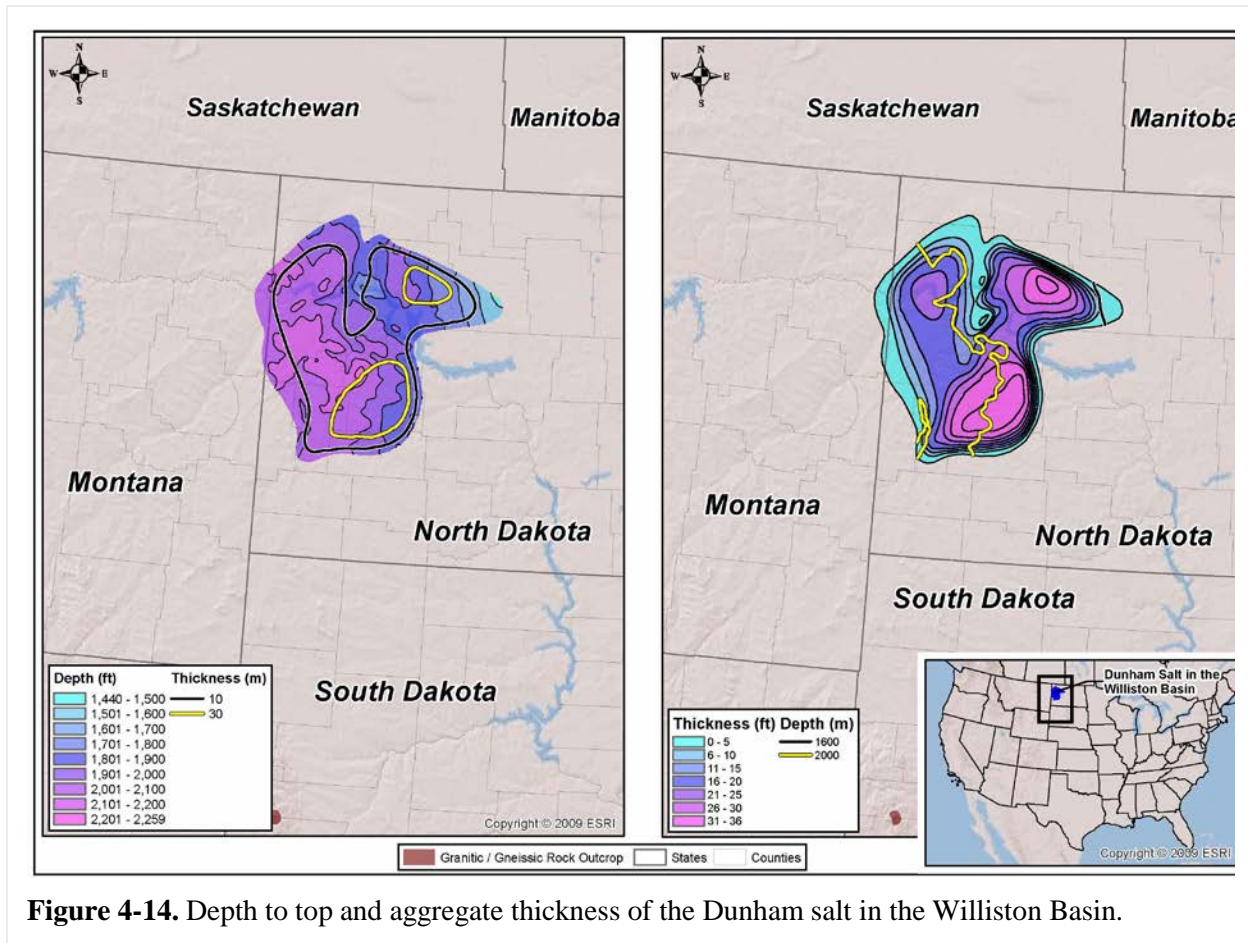 N
W E
S
Saskatchewan
Manitoba
Montana
North Dakota
South Dakota
Depth (ft) Thickness (m)
1,440 - 1,500 10
1,501 - 1,600 30
1,601 - 1,700
1,701 - 1,800
1,801 - 1,900
1,901 - 2,000
2,001 - 2,100
2,101 - 2,200
2,201 - 2,259
Copyright © 2009 ESRI
N
W E
S
Saskatchewan
Manitoba
Montana
North Dakota
South Dakota
Thickness (ft) Depth (m)
0 - 5 1600
6 - 10 2000
11 - 15
16 - 20
21 - 25
26 - 30
31 - 36
Dunham Salt in the
Williston Basin
Copyright © 2009 ESRI
Granitic / Gneissic Rock Outcrop States Counties
Figure 4-14. Depth to top and aggregate thickness of the Dunham salt in the Williston Basin.